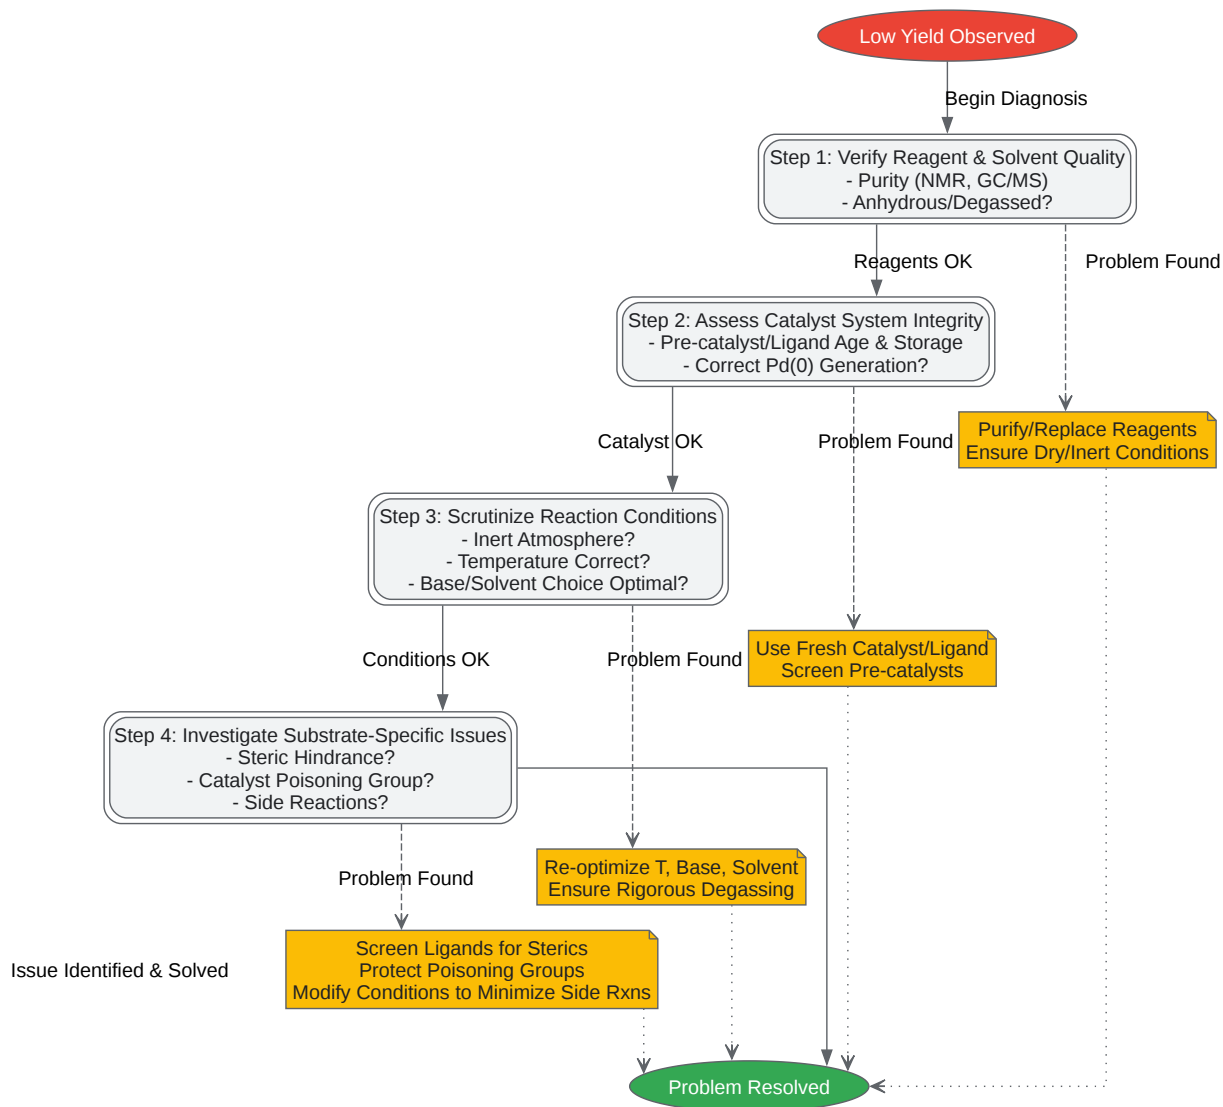 Low Yield Observed
Begin Diagnosis
Step 1: Verify Reagent & Solvent Quality
- Purity (NMR, GC/MS)
- Anhydrous/Degassed?
Reagents OK
Problem Found
Step 2: Assess Catalyst System Integrity
- Pre-catalyst/Ligand Age & Storage
- Correct Pd(0) Generation?
Purify/Replace Reagents
Ensure Dry/Inert Conditions
Catalyst OK
Problem Found
Step 3: Scrutinize Reaction Conditions
- Inert Atmosphere?
- Temperature Correct?
- Base/Solvent Choice Optimal?
Use Fresh Catalyst/Ligand
Screen Pre-catalysts
Conditions OK
Problem Found
Step 4: Investigate Substrate-Specific Issues
- Steric Hindrance?
- Catalyst Poisoning Group?
- Side Reactions?
Re-optimize T, Base, Solvent
Ensure Rigorous Degassing
Problem Found
Screen Ligands for Sterics
Protect Poisoning Groups
Modify Conditions to Minimize Side Rxns
Issue Identified & Solved
Problem Resolved